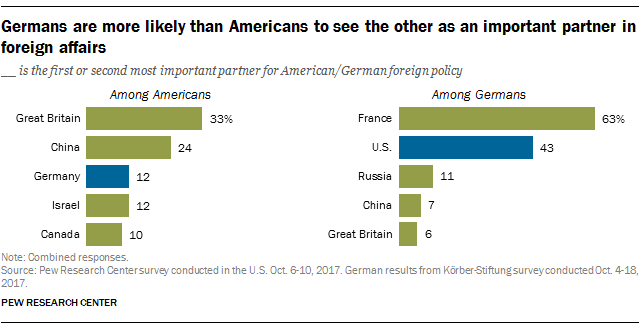 Germans are more likely than Americans to see the other as an important partner in
foreign affairs
__ is the first or second most important partner for American/German foreign policy
Among Americans
Great Britain 33%
China 24
Germany 12
Israel 12
Canada 10
Among Germans
France 63%
U.S. 43
Russia 11
China 7
Great Britain 6
Note: Combined responses.
Source: Pew Research Center survey conducted in the U.S. Oct. 6-10, 2017. German results from Körber-Stiftung survey conducted Oct. 4-18,
2017.
PEW RESEARCH CENTER